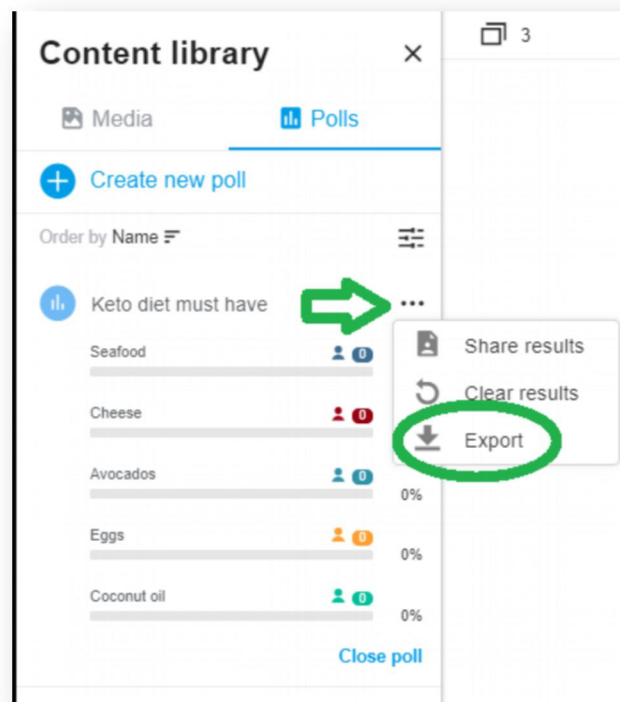 Content library
3
Media
Polls
Create new poll
Order by Name
Keto diet must have
Share results
Clear results
Export
Seafood 0
Cheese 0
Avocados 0
0%
Eggs 0
0%
Coconut oil 0
0%
Close poll